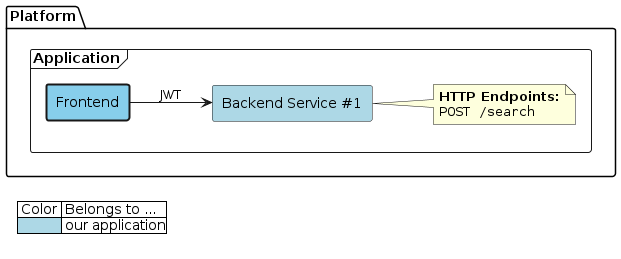 Platform
Application
Frontend
JWT
Backend Service #1
HTTP Endpoints:
POST /search
Color Belongs to ...
our application